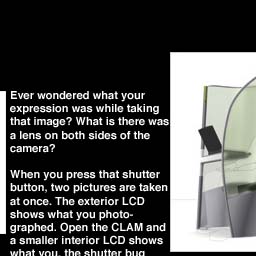 Ever wondered what your
expression was while taking
that image? What is there was
a lens on both sides of the
camera?
When you press that shutter
button, two pictures are taken
at once. The exterior LCD
shows what you photo-
graphed. Open the CLAM and
a smaller interior LCD shows
what you, the shutter bug